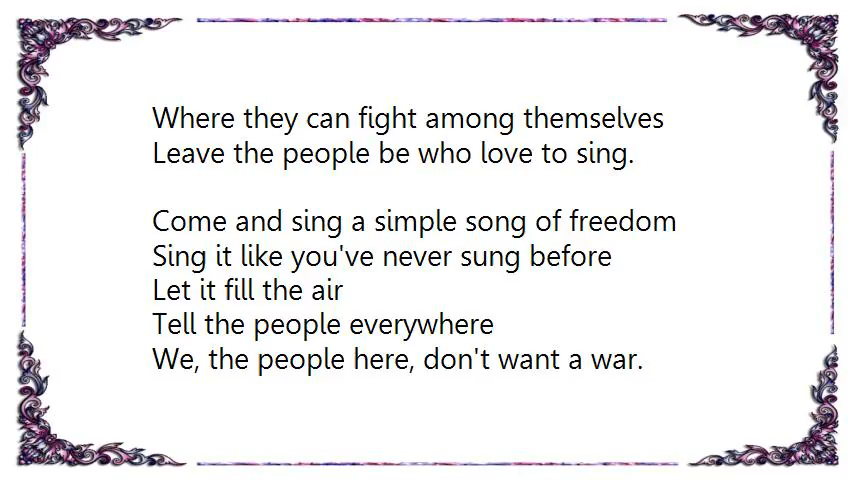 Where they can fight among themselves
Leave the people be who love to sing.
Come and sing a simple song of freedom
Sing it like you've never sung before
Let it fill the air
Tell the people everywhere
We, the people here, don't want a war.